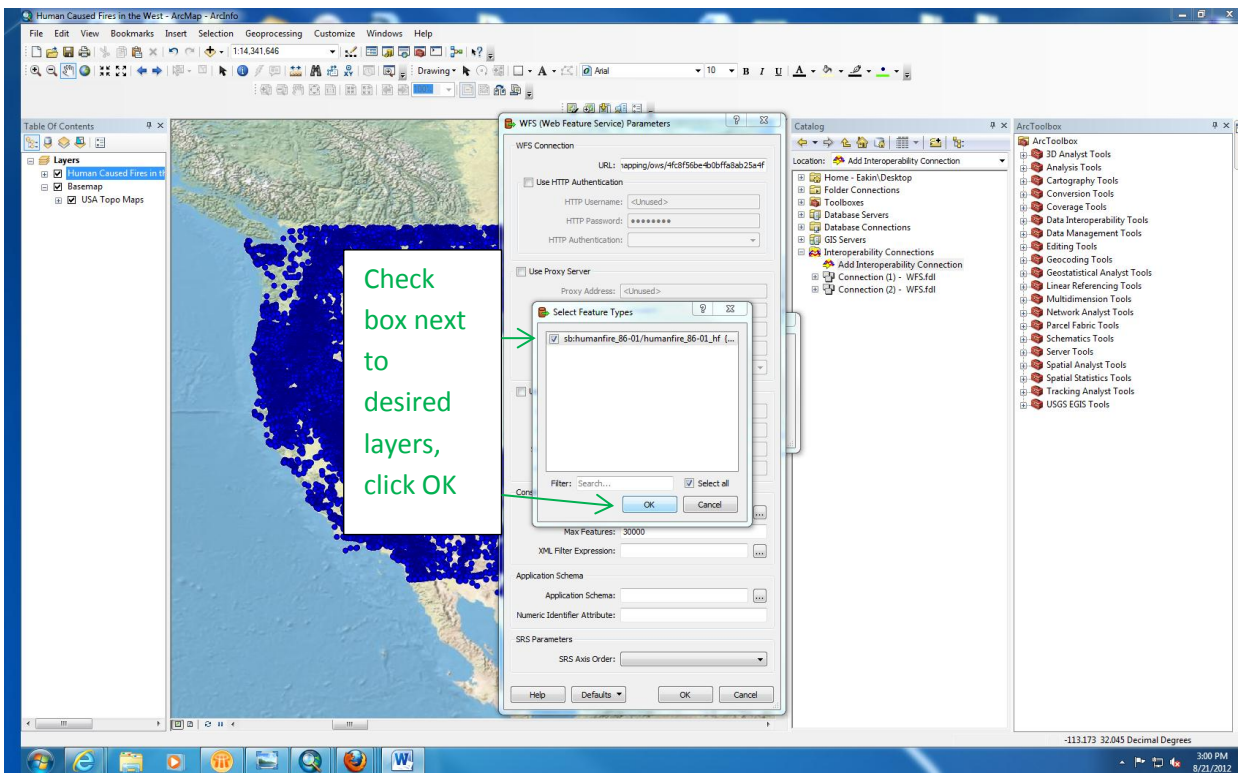 Human Caused Fires in the West - ArcMap - ArcInfo
File Edit View Bookmarks Insert Selection Geoprocessing Customize Windows Help
1:14,341,646
Drawing
Arial
10
B I U
A
Table Of Contents
Layers
Human Caused Fires in th
Basemap
USA Topo Maps
Check
box next
to
desired
layers,
click OK
WFS (Web Feature Service) Parameters
WFS Connection
URL: napping/ows/4fc8f56be4b0bffa8ab25a4f
Use HTTP Authentication
HTTP Username: <Unused>
HTTP Password: ●●●●●●●●
HTTP Authentication:
Use Proxy Server
Proxy Address: <Unused>
Select Feature Types
sb:humanfire_86-01/humanfire_86-01_hf {...
Filter: Search...
Select all
OK Cancel
Cons
Max Features: 30000
XML Filter Expression:
Application Schema
Application Schema:
Numeric Identifier Attribute:
SRS Parameters
SRS Axis Order:
Help Defaults OK Cancel
Catalog
Location: Add Interoperability Connection
Home - Eakin\Desktop
Folder Connections
Toolboxes
Database Servers
Database Connections
GIS Servers
Interoperability Connections
Add Interoperability Connection
Connection (1) - WFS.fdl
Connection (2) - WFS.fdl
ArcToolbox
ArcToolbox
3D Analyst Tools
Analysis Tools
Cartography Tools
Conversion Tools
Coverage Tools
Data Interoperability Tools
Data Management Tools
Editing Tools
Geocoding Tools
Geostatistical Analyst Tools
Linear Referencing Tools
Multidimension Tools
Network Analyst Tools
Parcel Fabric Tools
Schematics Tools
Server Tools
Spatial Analyst Tools
Spatial Statistics Tools
Tracking Analyst Tools
USGS EGIS Tools
-113.173 32.045 Decimal Degrees
3:00 PM
8/21/2012